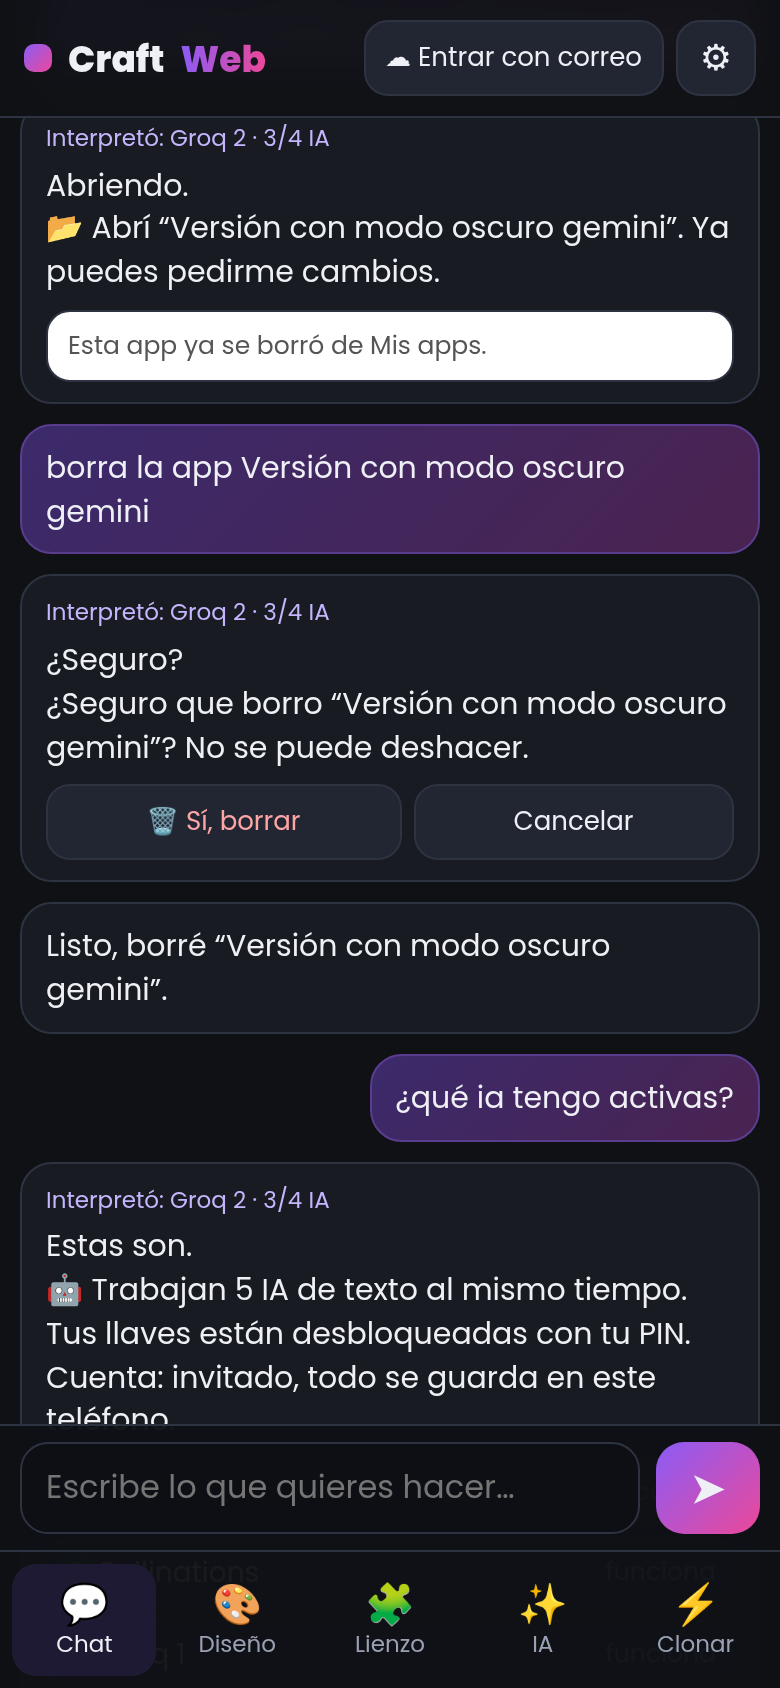 Craft Web
☁ Entrar con correo
Interpretó: Groq 2 · 3/4 IA
Abriendo.
📂 Abrí “Versión con modo oscuro gemini”. Ya
puedes pedirme cambios.
Esta app ya se borró de Mis apps.
borra la app Versión con modo oscuro
gemini
Interpretó: Groq 2 · 3/4 IA
¿Seguro?
¿Seguro que borro “Versión con modo oscuro
gemini”? No se puede deshacer.
🗑️ Sí, borrar
Cancelar
Listo, borré “Versión con modo oscuro
gemini”.
¿qué ia tengo activas?
Interpretó: Groq 2 · 3/4 IA
Estas son.
🤖 Trabajan 5 IA de texto al mismo tiempo.
Tus llaves están desbloqueadas con tu PIN.
Cuenta: invitado, todo se guarda en este
teléfono.
Escribe lo que quieres hacer...
funciona
Chat
Diseño
Lienzo
IA
Clonar
funciona